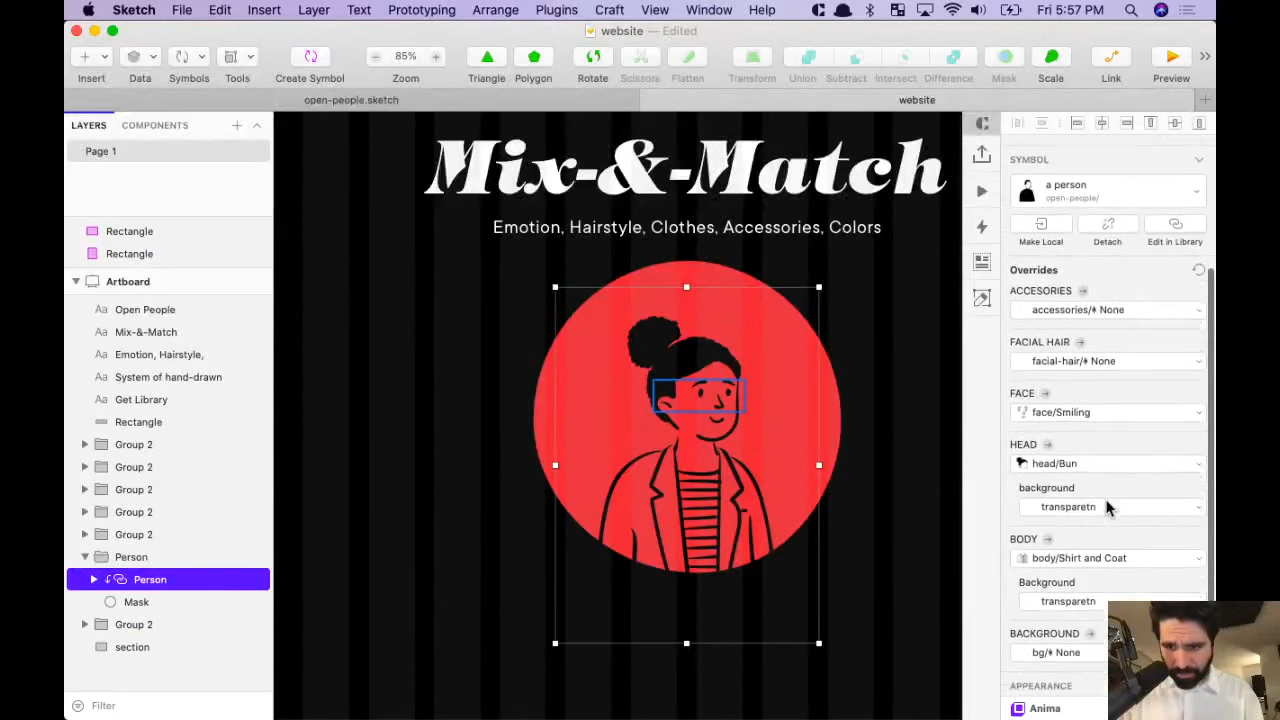 Sketch File Edit Insert Layer Text Prototyping Arrange Plugins Craft View Window Help Fri 5:57 PM
website — Edited
85%
Insert Data Symbols Tools Create Symbol Zoom Triangle Polygon Rotate Scissors Flatten Transform Union Subtract Intersect Difference Mask Scale Link Preview
open-people.sketch website
LAYERS COMPONENTS
Page 1
Rectangle
Rectangle
Artboard
Aa Open People
Aa Mix-&-Match
Aa Emotion, Hairstyle,
Aa System of hand-drawn
Aa Get Library
Rectangle
Group 2
Group 2
Group 2
Group 2
Group 2
Person
Person
Mask
Group 2
section
Filter
Mix-&-Match
Emotion, Hairstyle, Clothes, Accessories, Colors
SYMBOL
a person
open-people/
Make Local Detach Edit in Library
Overrides
ACCESORIES
accessories/♦ None
FACIAL HAIR
facial-hair/♦ None
FACE
face/Smiling
HEAD
head/Bun
background
transparetn
BODY
body/Shirt and Coat
Background
transparetn
BACKGROUND
bg/♦ None
APPEARANCE
Anima